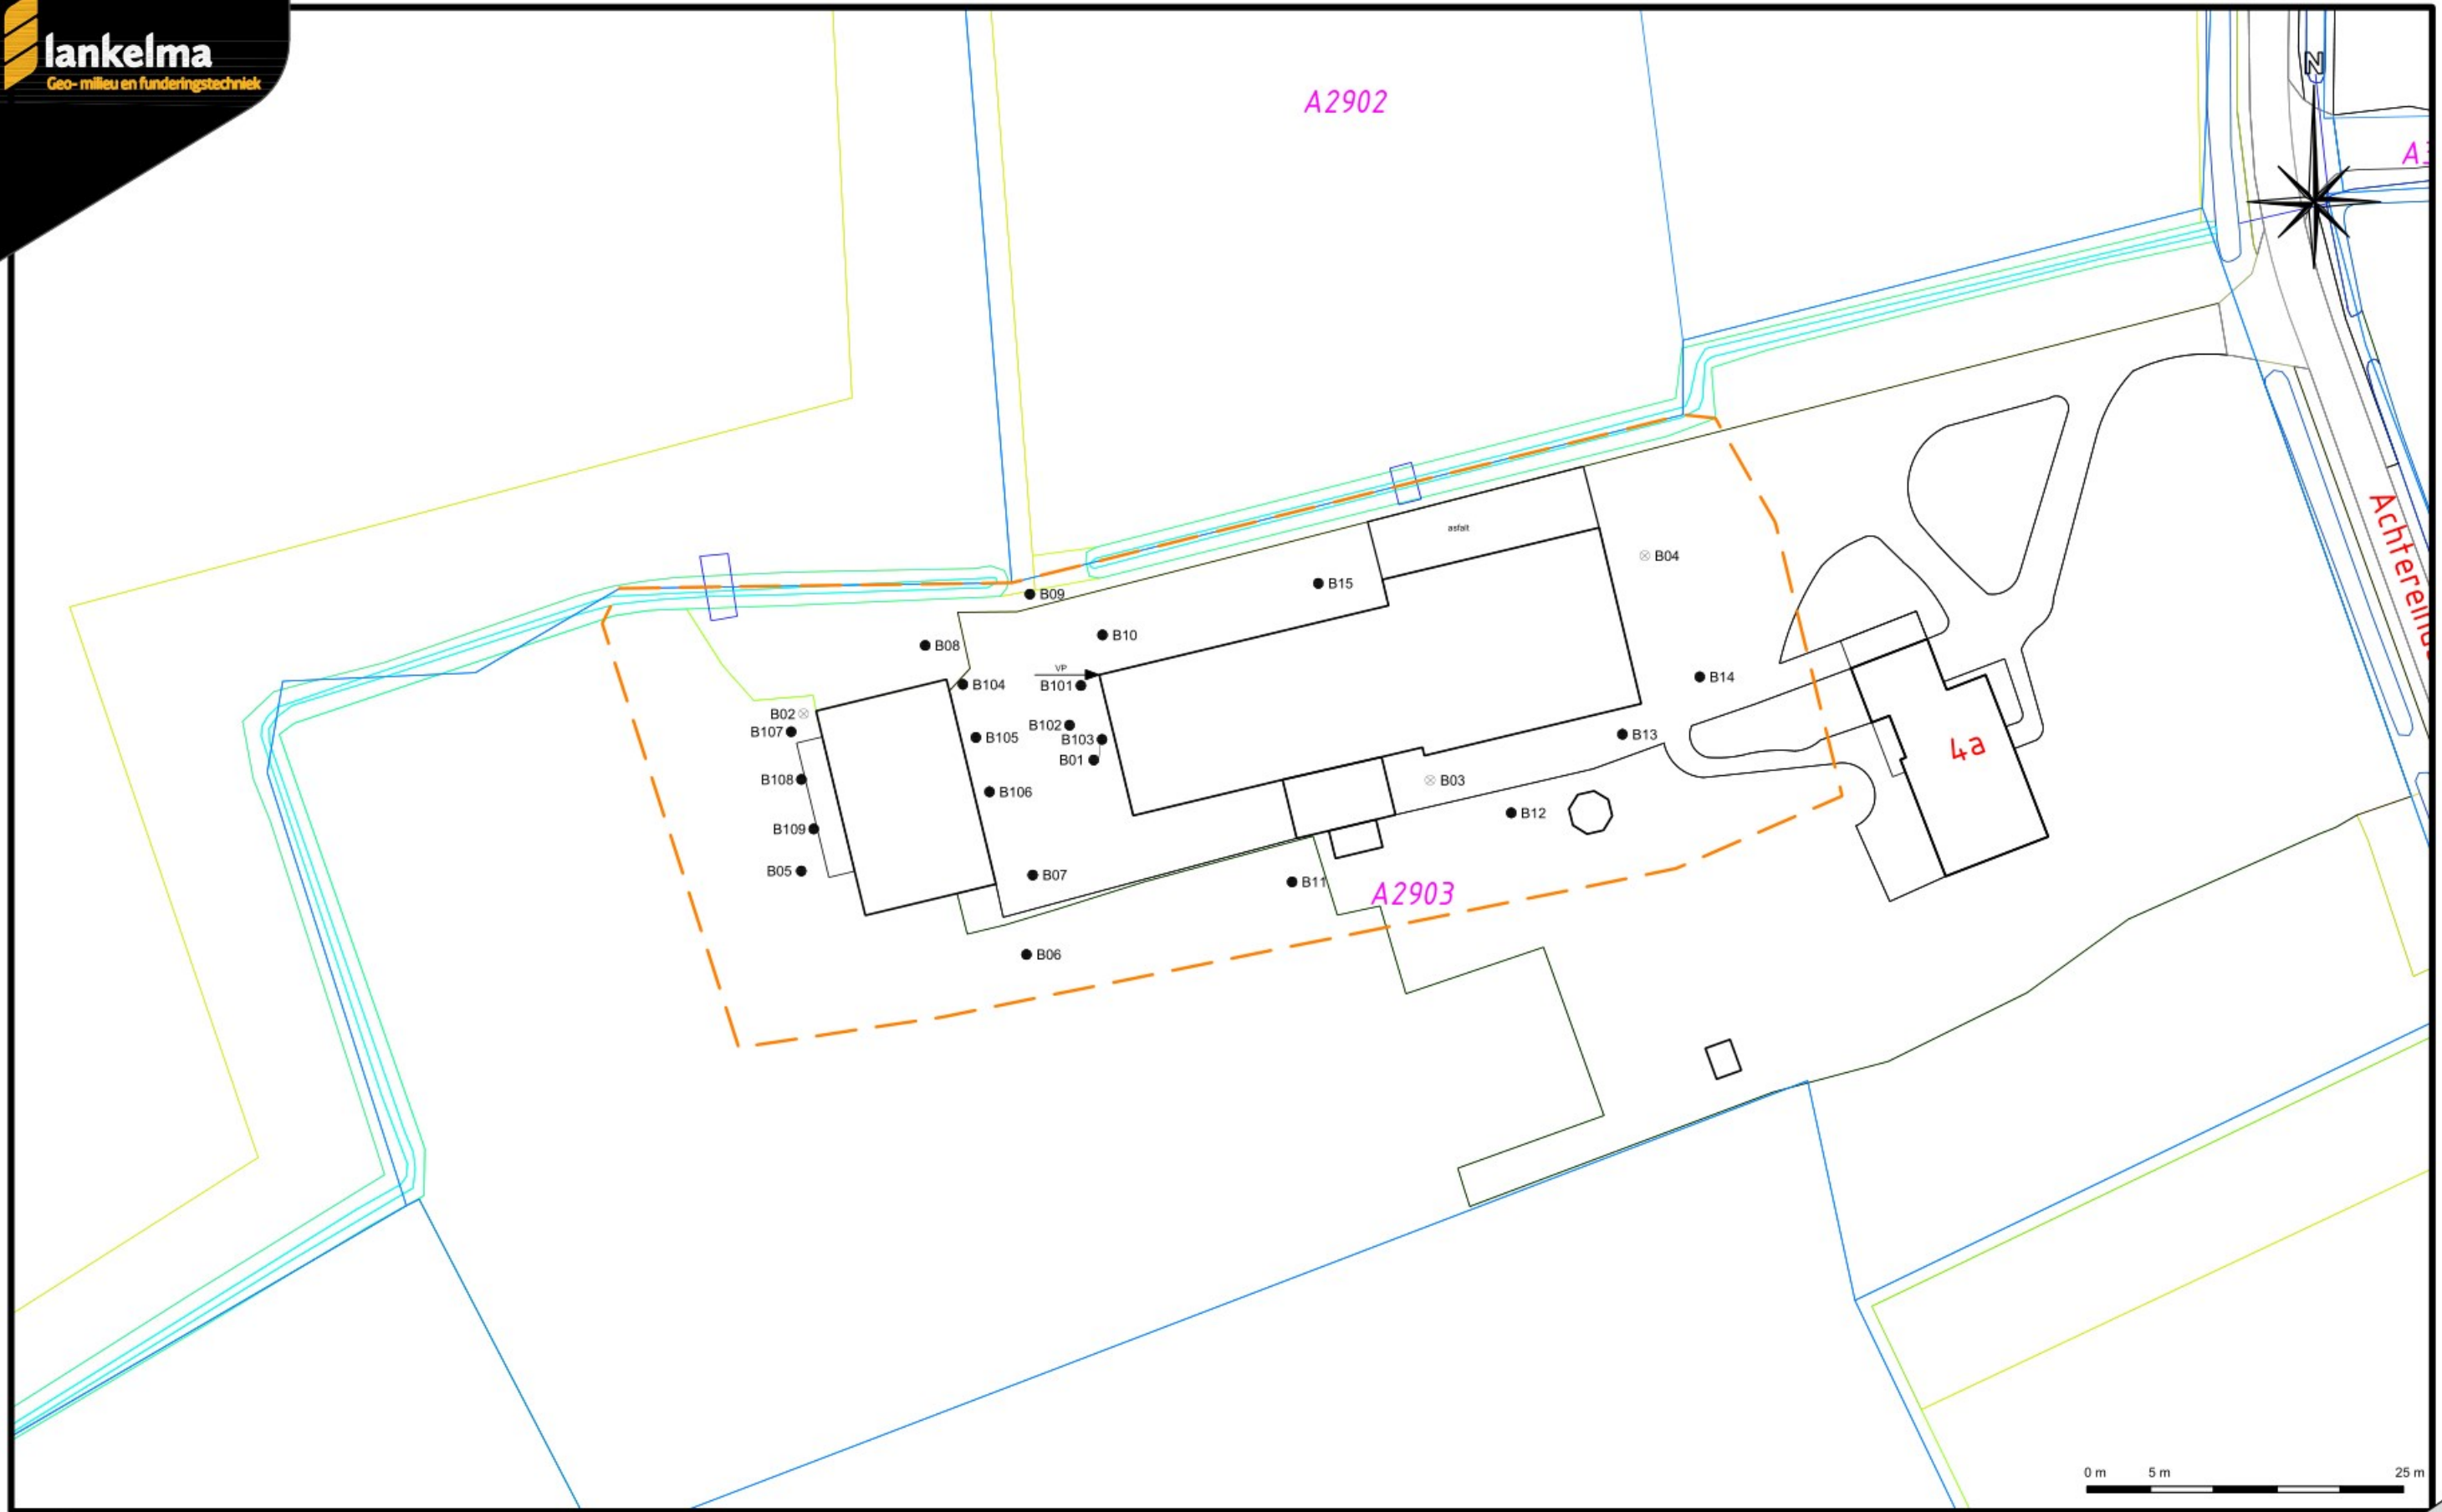 lankelma
Geo- milieu en funderingstechniek
N
A2902
asfalt
B04
B15
B09
B10
B08
VP
B104
B101
B14
B02
B107
B102
B103
B105
B01
B13
4a
B108
B106
B03
B109
B12
B05
B07
B11
A2903
B06
0 m
5 m
25 m